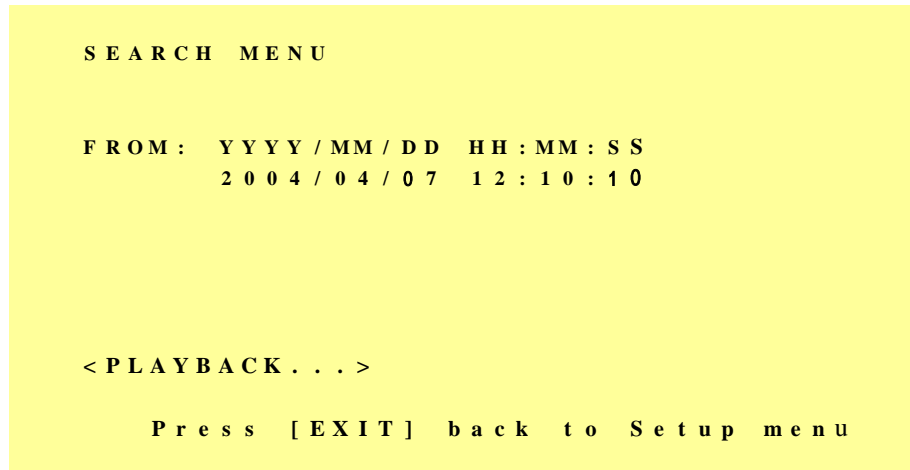 SEARCH MENU
FROM: YYYY/MM/DD HH:MM:SS
2004/04/07 12:10:10
<PLAYBACK...>
Press [EXIT] back to Setup menu